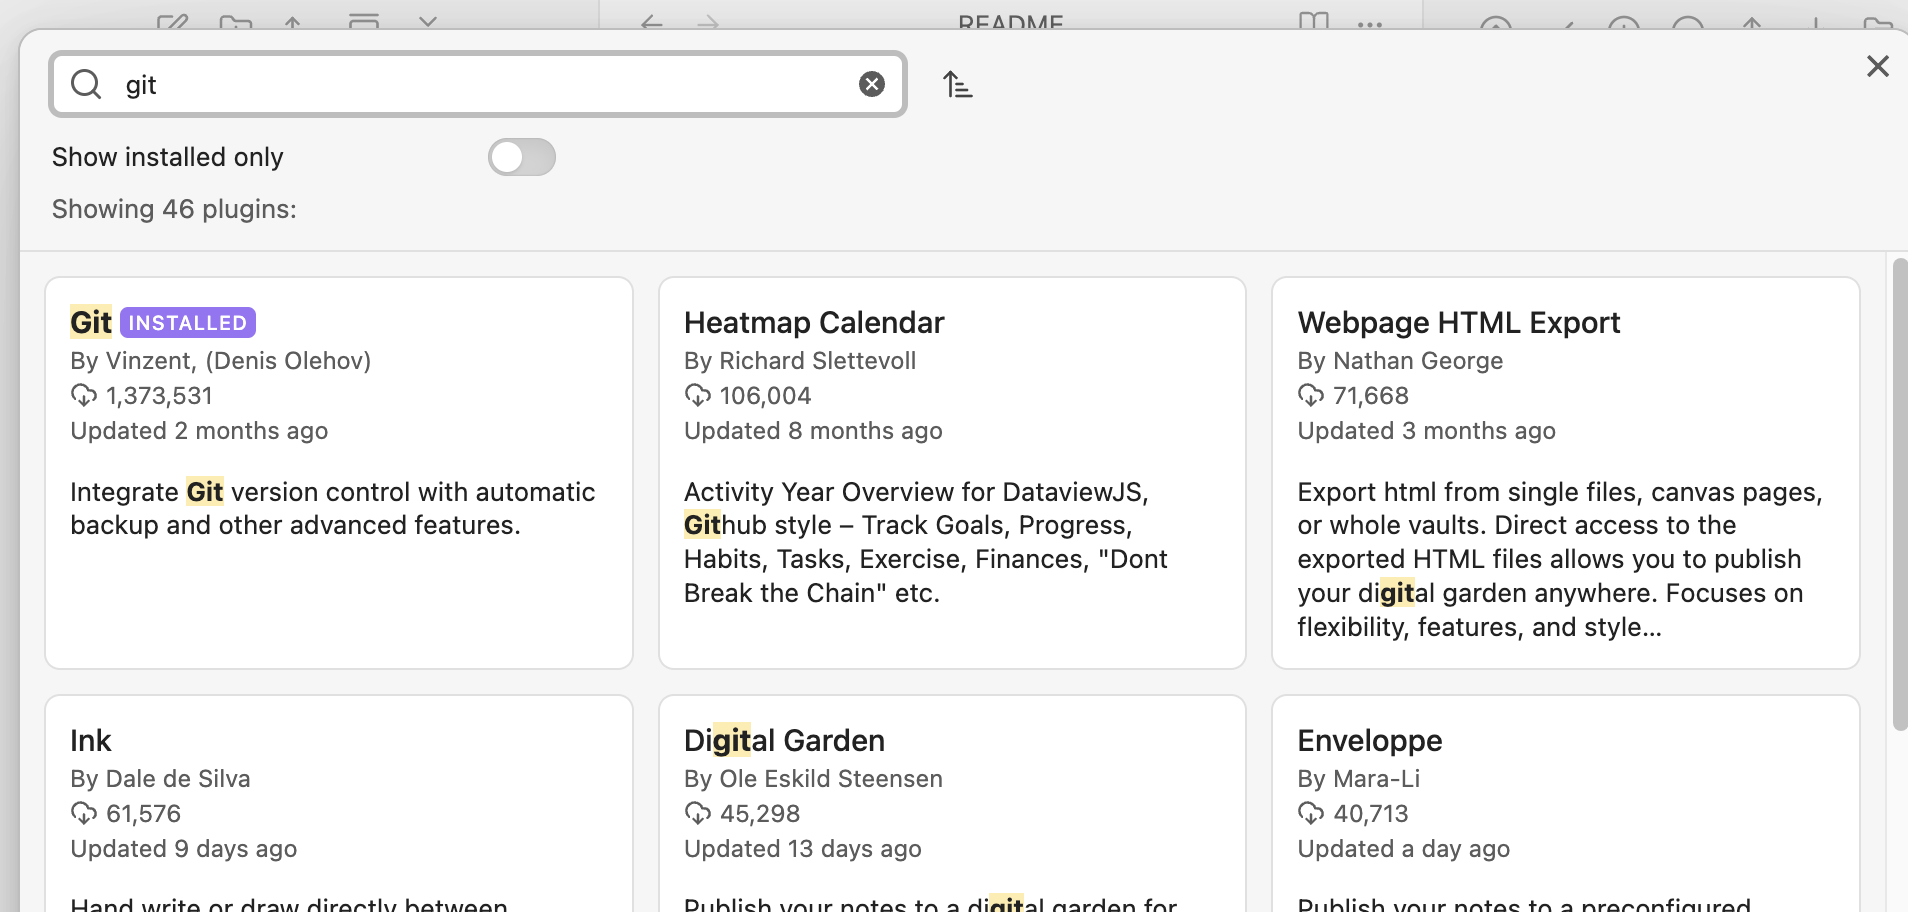 README
git
Show installed only
Showing 46 plugins:
Git INSTALLED
By Vinzent, (Denis Olehov)
1,373,531
Updated 2 months ago
Integrate Git version control with automatic
backup and other advanced features.
Heatmap Calendar
By Richard Slettevoll
106,004
Updated 8 months ago
Activity Year Overview for DataviewJS,
Github style – Track Goals, Progress,
Habits, Tasks, Exercise, Finances, "Dont
Break the Chain" etc.
Webpage HTML Export
By Nathan George
71,668
Updated 3 months ago
Export html from single files, canvas pages,
or whole vaults. Direct access to the
exported HTML files allows you to publish
your digital garden anywhere. Focuses on
flexibility, features, and style...
Ink
By Dale de Silva
61,576
Updated 9 days ago
Hand write or draw directly between
Digital Garden
By Ole Eskild Steensen
45,298
Updated 13 days ago
Publish your notes to a digital garden for
Enveloppe
By Mara-Li
40,713
Updated a day ago
Publish your notes to a preconfigured